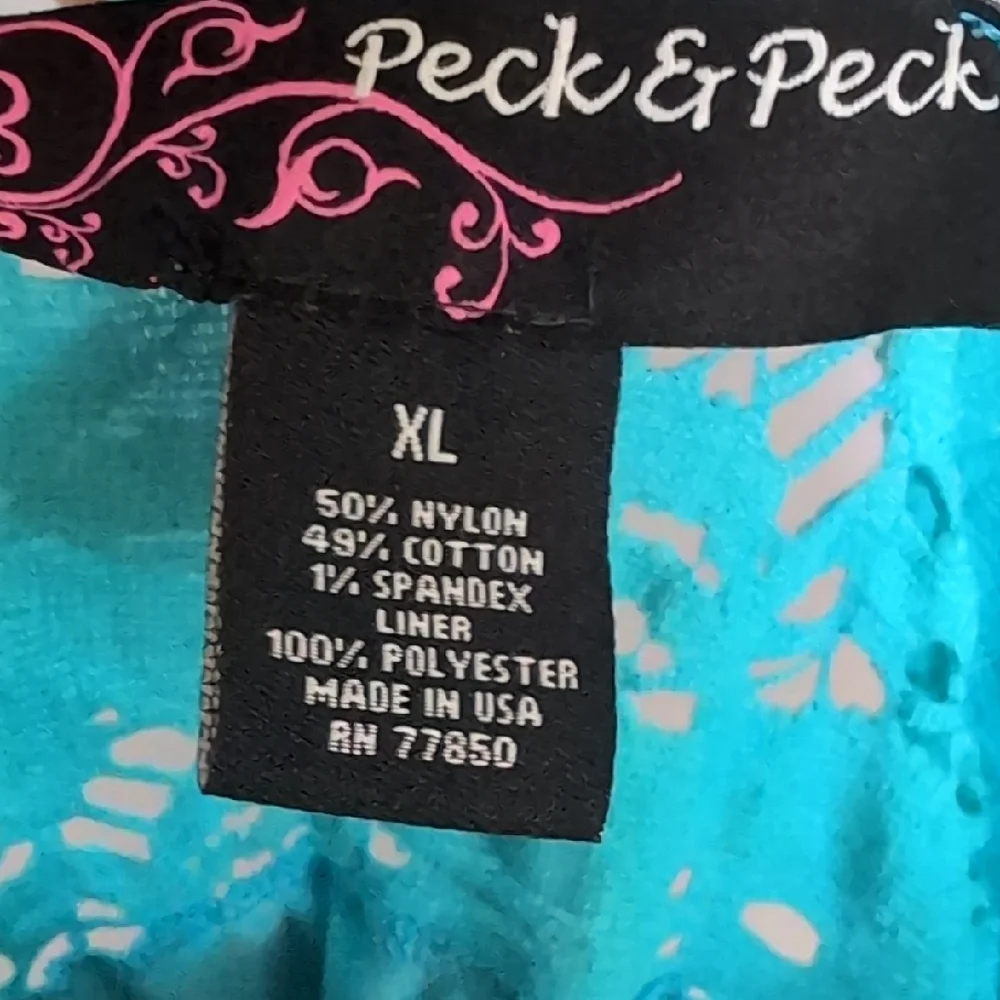 Peck & Peck
XL
50% NYLON
49% COTTON
1% SPANDEX
LINER
100% POLYESTER
MADE IN USA
RN 77850